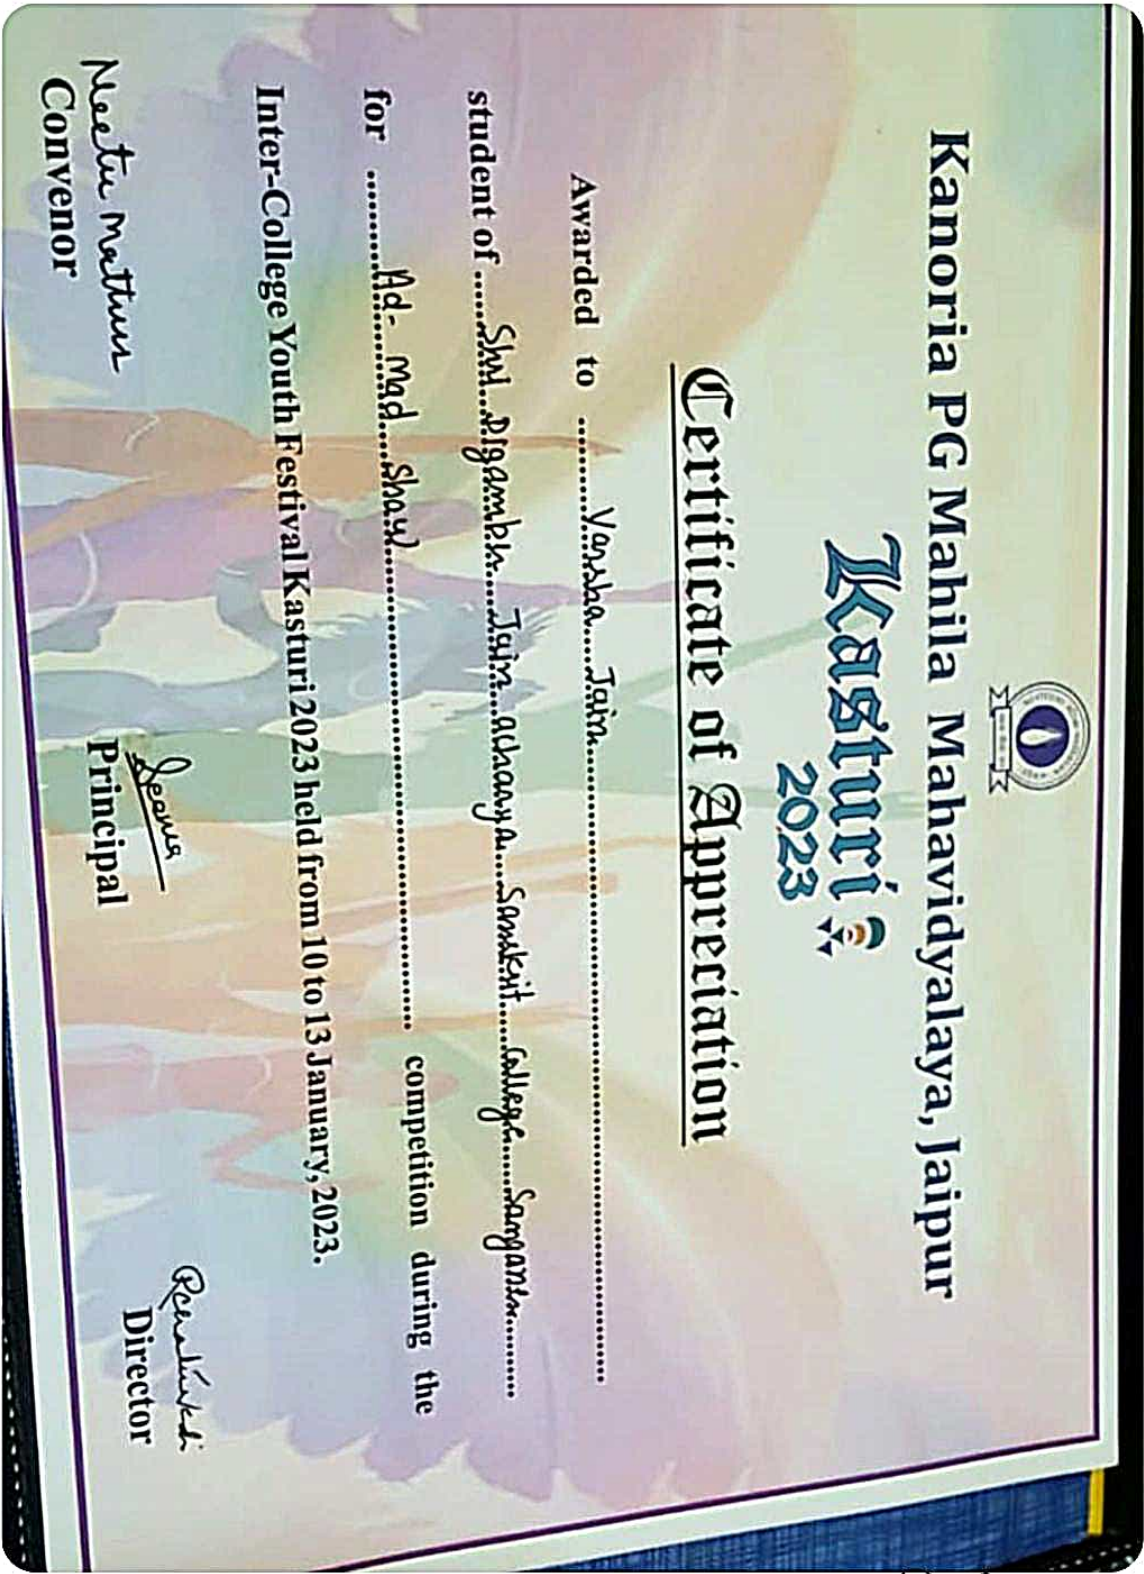 Kanoria PG Mahila Mahavidyalaya, Jaipur
Kasturi
2023
Certificate of Appreciation
Awarded to ........Varsha....Jain................................
student of .....Shri...Digamber....Jain...achaarya....Sanskrit.....College.....Sanganer.........
for ............Ad-...Mad....Show................................ competition during the
Inter-College Youth Festival Kasturi 2023 held from 10 to 13 January, 2023.
Neetu Mathur
Convenor
Seema
Principal
Director